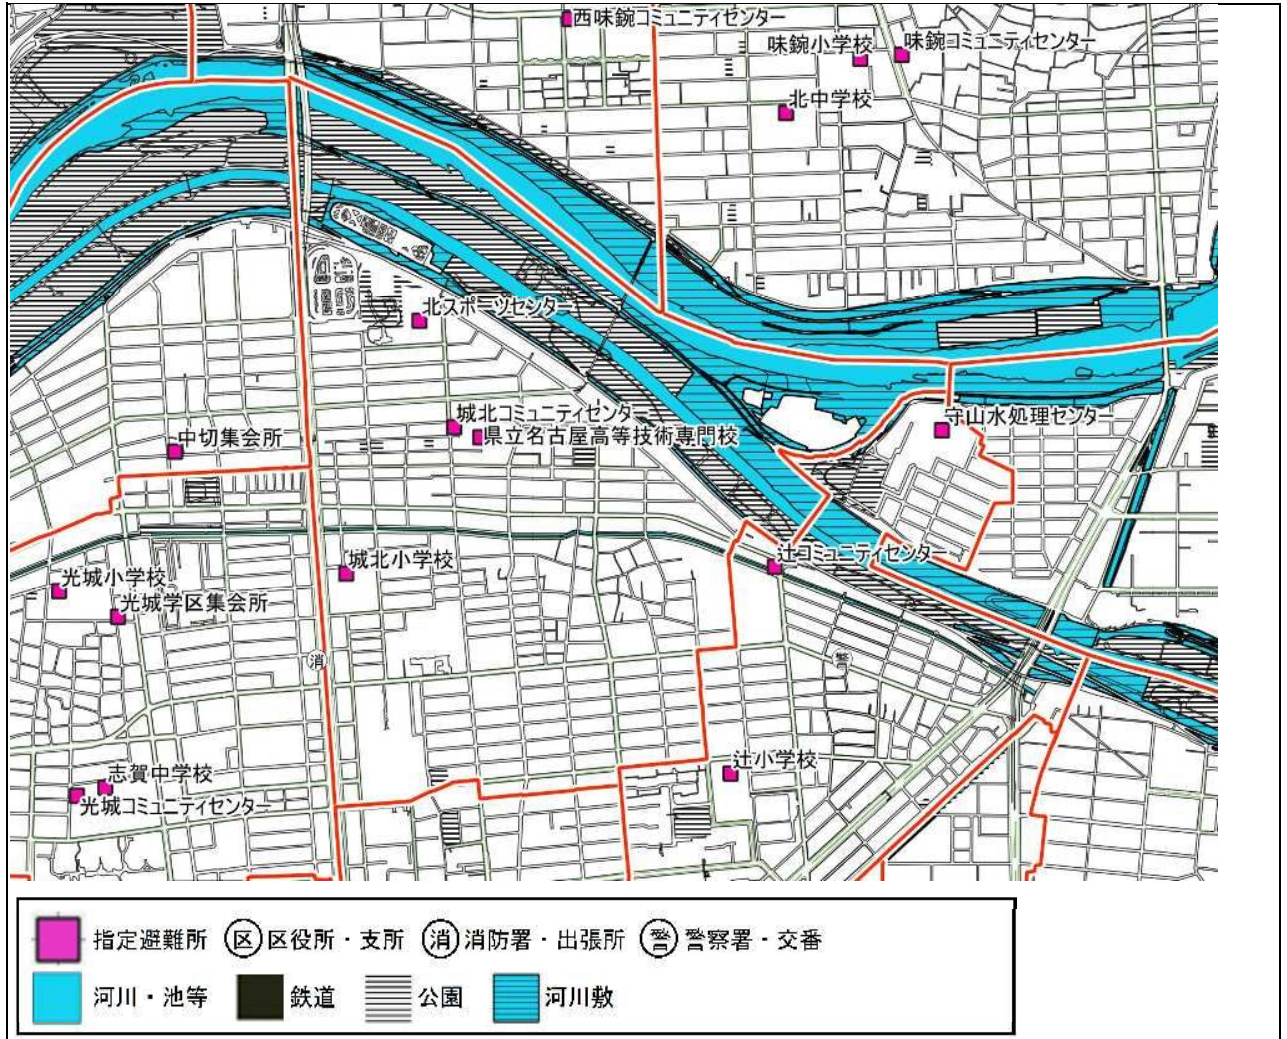 西味鋺コミュニティセンター
味鋺小学校
味鋺コミュニティセンター
北中学校
北スポーツセンター
城北コミュニティセンター
県立名古屋高等技術専門校
守山水処理センター
中切集会所
辻コミュニティセンター
城北小学校
光城小学校
光城学区集会所
消
警
辻小学校
志賀中学校
光城コミュニティセンター
指定避難所 区 区役所・支所 消 消防署・出張所 警 警察署・交番
河川・池等 鉄道 公園 河川敷